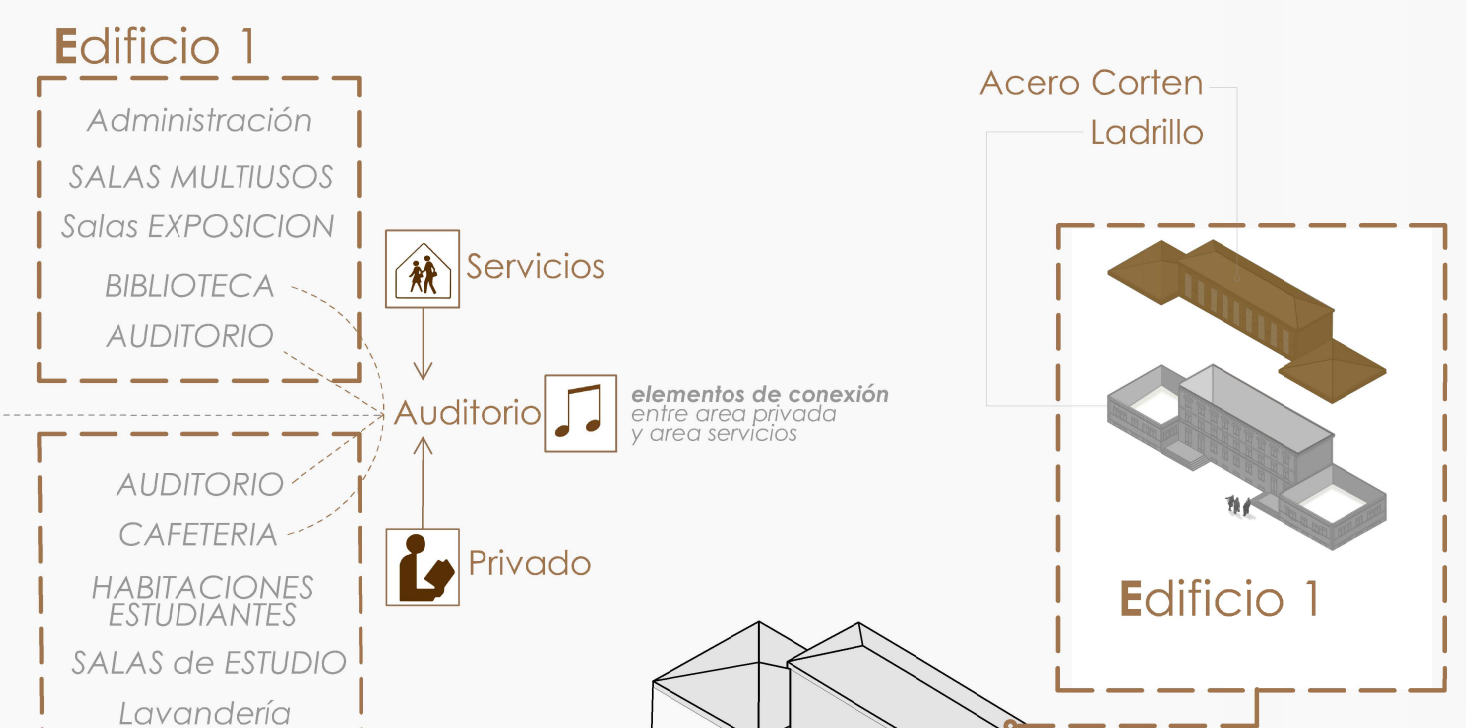 Edificio 1
Administración
SALAS MULTIUSOS
Salas EXPOSICION
BIBLIOTECA
AUDITORIO
AUDITORIO
CAFETERIA
HABITACIONES
ESTUDIANTES
SALAS de ESTUDIO
Lavandería
Servicios
Auditorio
elementos de conexión
entre area privada
y area servicios
Privado
Acero Corten
Ladrillo
Edificio 1